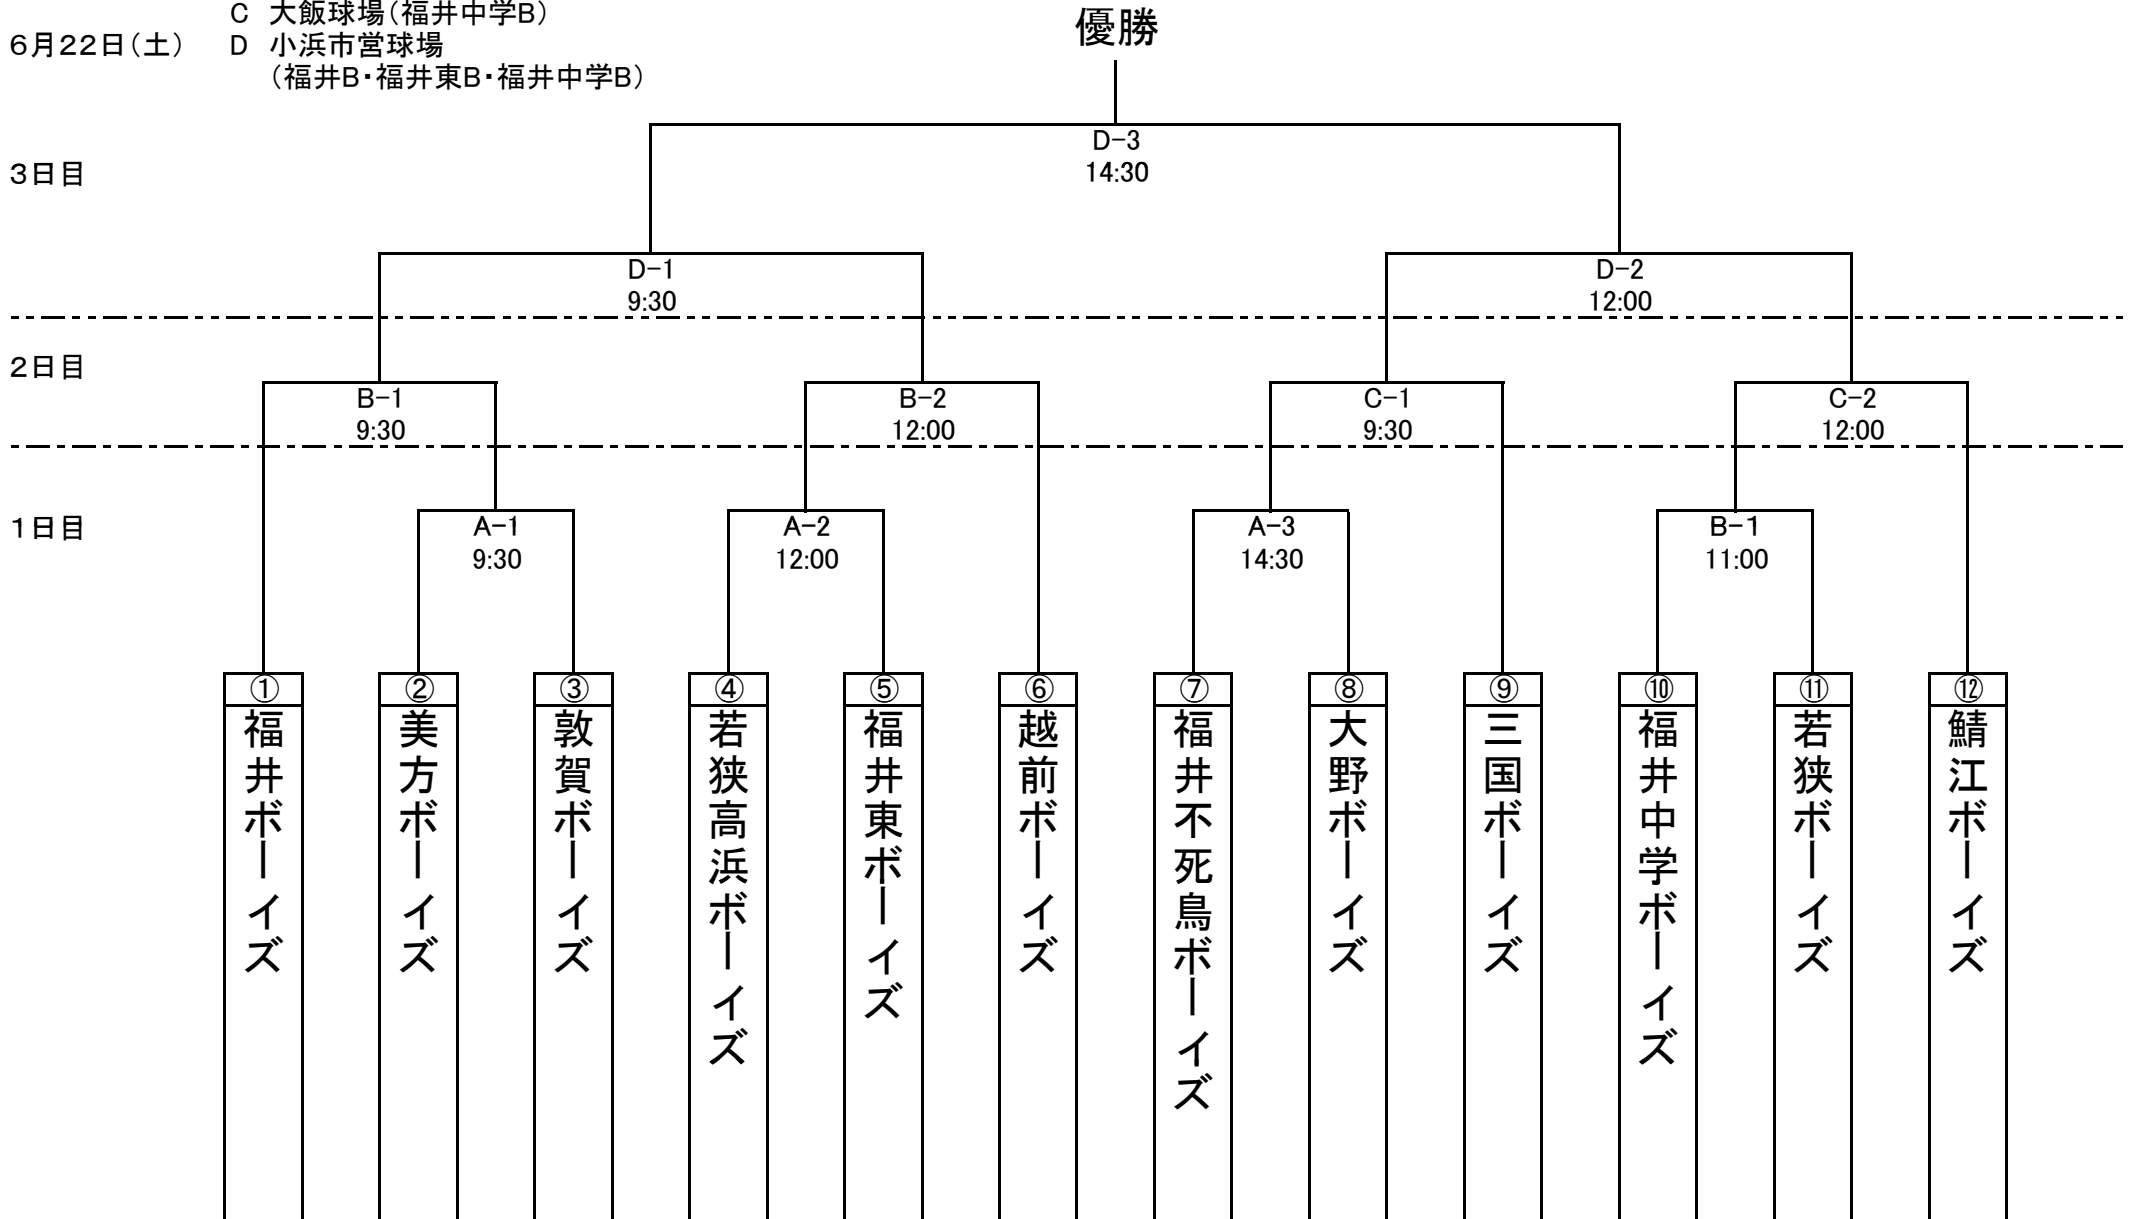 C 大飯球場（福井中学B）
6月22日（土） D 小浜市営球場
（福井B・福井東B・福井中学B）
優勝
D-3
14:30
3日目
D-1
9:30
D-2
12:00
2日目
B-1
9:30
B-2
12:00
C-1
9:30
C-2
12:00
1日目
A-1
9:30
A-2
12:00
A-3
14:30
B-1
11:00
① 福井ボーイズ
② 美方ボーイズ
③ 敦賀ボーイズ
④ 若狭高浜ボーイズ
⑤ 福井東ボーイズ
⑥ 越前ボーイズ
⑦ 福井不死鳥ボーイズ
⑧ 大野ボーイズ
⑨ 三国ボーイズ
⑩ 福井中学ボーイズ
⑪ 若狭ボーイズ
⑫ 鯖江ボーイズ